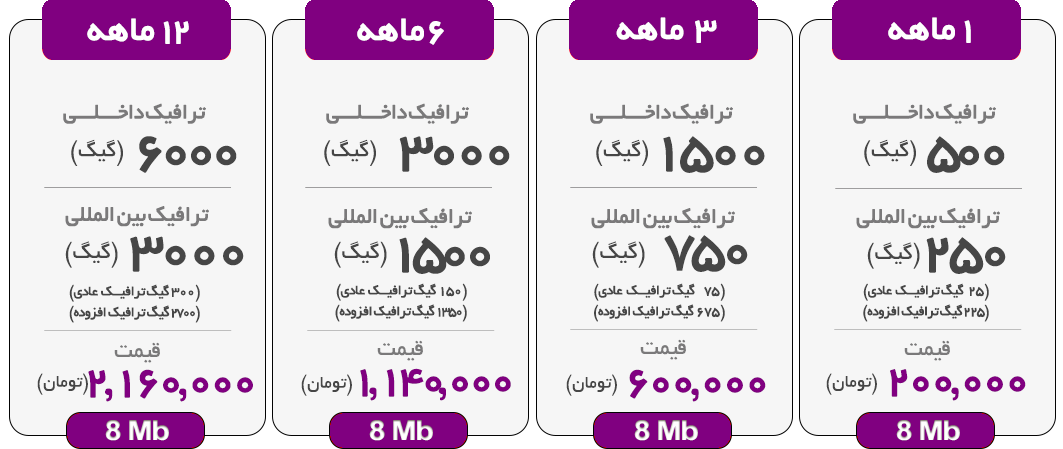 ۱ ماهه
ترافیک داخلی
۵۰۰ (گیگ)
ترافیک بین المللی
۲۵۰ (گیگ)
(۲۵ گیگ ترافیک عادی)
(۲۲۵ گیگ ترافیک افزوده)
قیمت
۲۰۰,۰۰۰ (تومان)
8 Mb
۳ ماهه
ترافیک داخلی
۱۵۰۰ (گیگ)
ترافیک بین المللی
۷۵۰ (گیگ)
(۷۵ گیگ ترافیک عادی)
(۶۷۵ گیگ ترافیک افزوده)
قیمت
۶۰۰,۰۰۰ (تومان)
8 Mb
۶ ماهه
ترافیک داخلی
۳۰۰۰ (گیگ)
ترافیک بین المللی
۱۵۰۰ (گیگ)
(۱۵۰ گیگ ترافیک عادی)
(۱۳۵۰ گیگ ترافیک افزوده)
قیمت
۱,۱۴۰,۰۰۰ (تومان)
8 Mb
۱۲ ماهه
ترافیک داخلی
۶۰۰۰ (گیگ)
ترافیک بین المللی
۳۰۰۰ (گیگ)
(۳۰۰ گیگ ترافیک عادی)
(۲۷۰۰ گیگ ترافیک افزوده)
قیمت
۲,۱۶۰,۰۰۰ (تومان)
8 Mb